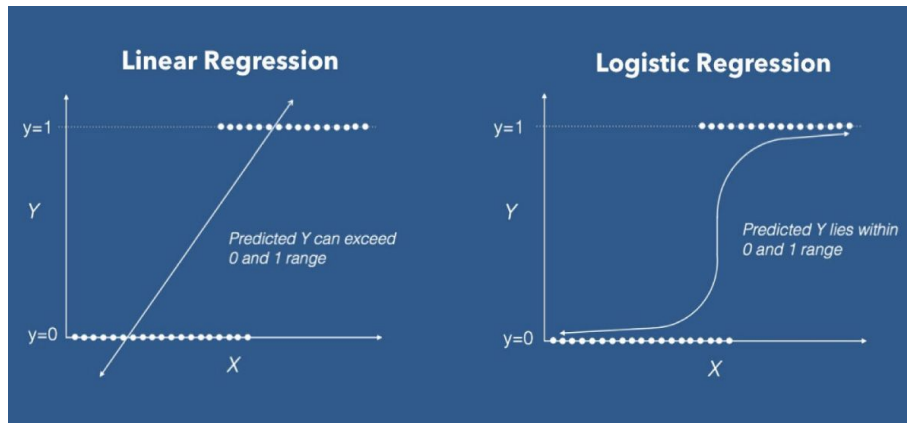 Linear Regression
y=1
Y
Predicted Y can exceed
0 and 1 range
y=0
X
Logistic Regression
y=1
Y
Predicted Y lies within
0 and 1 range
y=0
X